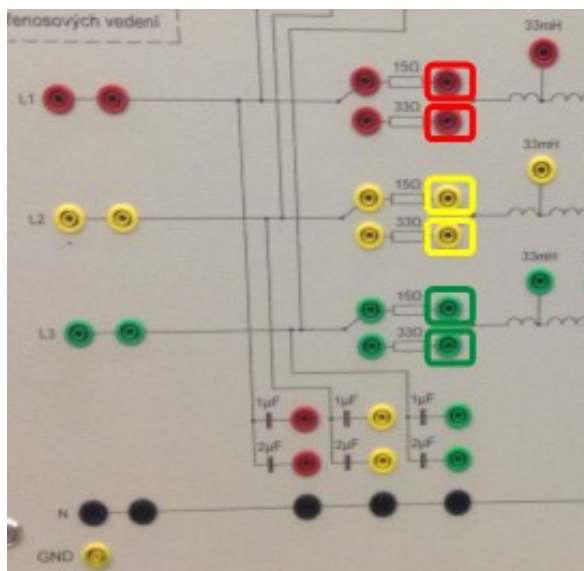 řenosových vedení
33mH
15Ω
L1
33Ω
33mH
15Ω
L2
33Ω
33mH
15Ω
L3
33Ω
1μF 1μF 1μF
2μF 2μF 2μF
N
GND